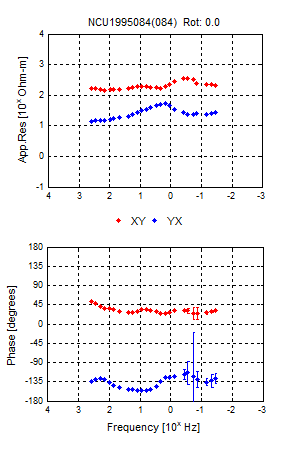 NCU1995084(084) Rot: 0.0
App.Res [10^x Ohm-m]
4
3
2
1
0
-1
4 3 2 1 0 -1 -2 -3
XY YX
Phase [degrees]
180
135
90
45
0
-45
-90
-135
-180
4 3 2 1 0 -1 -2 -3
Frequency [10^x Hz]